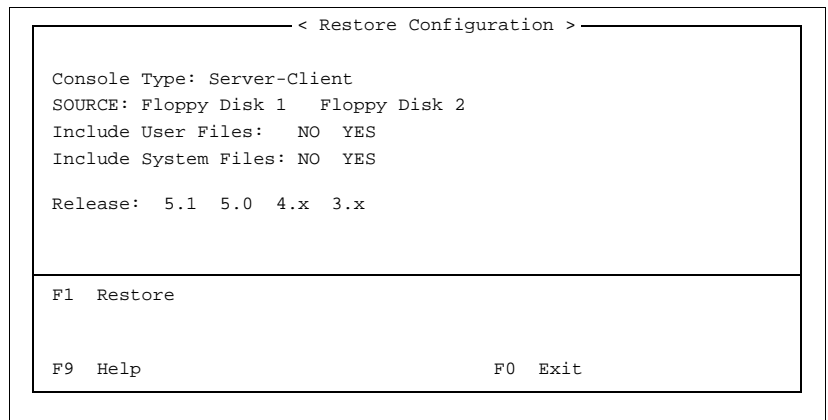 < Restore Configuration >
Console Type: Server-Client
SOURCE: Floppy Disk 1   Floppy Disk 2
Include User Files:   NO  YES
Include System Files: NO  YES
Release:  5.1  5.0  4.x  3.x
F1  Restore
F9  Help   F0  Exit